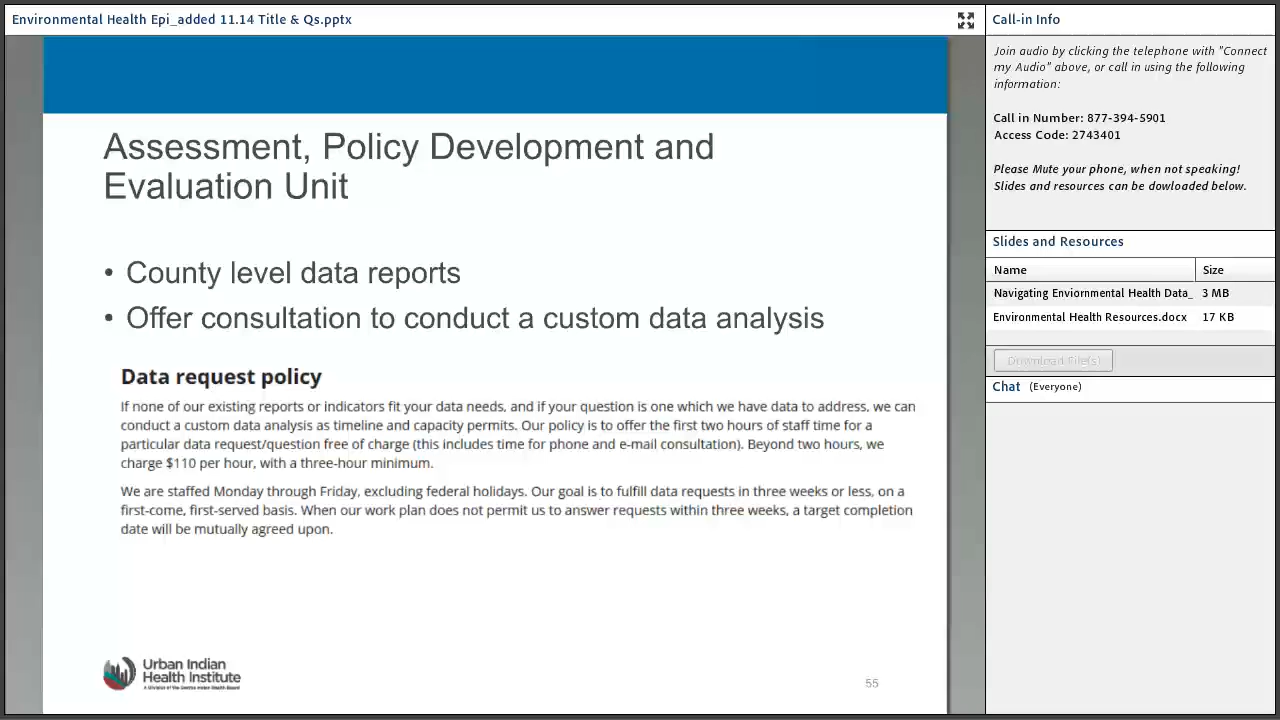 Environmental Health Epi_added 11.14 Title & Qs.pptx
Assessment, Policy Development and
Evaluation Unit
• County level data reports
• Offer consultation to conduct a custom data analysis
Data request policy
If none of our existing reports or indicators fit your data needs, and if your question is one which we have data to address, we can
conduct a custom data analysis as timeline and capacity permits. Our policy is to offer the first two hours of staff time for a
particular data request/question free of charge (this includes time for phone and e-mail consultation). Beyond two hours, we
charge $110 per hour, with a three-hour minimum.
We are staffed Monday through Friday, excluding federal holidays. Our goal is to fulfill data requests in three weeks or less, on a
first-come, first-served basis. When our work plan does not permit us to answer requests within three weeks, a target completion
date will be mutually agreed upon.
Urban Indian
Health Institute
A Division of the Seattle Indian Health Board
55
Call-in Info
Join audio by clicking the telephone with "Connect
my Audio" above, or call in using the following
information:
Call in Number: 877-394-5901
Access Code: 2743401
Please Mute your phone, when not speaking!
Slides and resources can be dowloaded below.
Slides and Resources
Name Size
Navigating Enviornmental Health Data_ 3 MB
Environmental Health Resources.docx 17 KB
Download File(s)
Chat (Everyone)